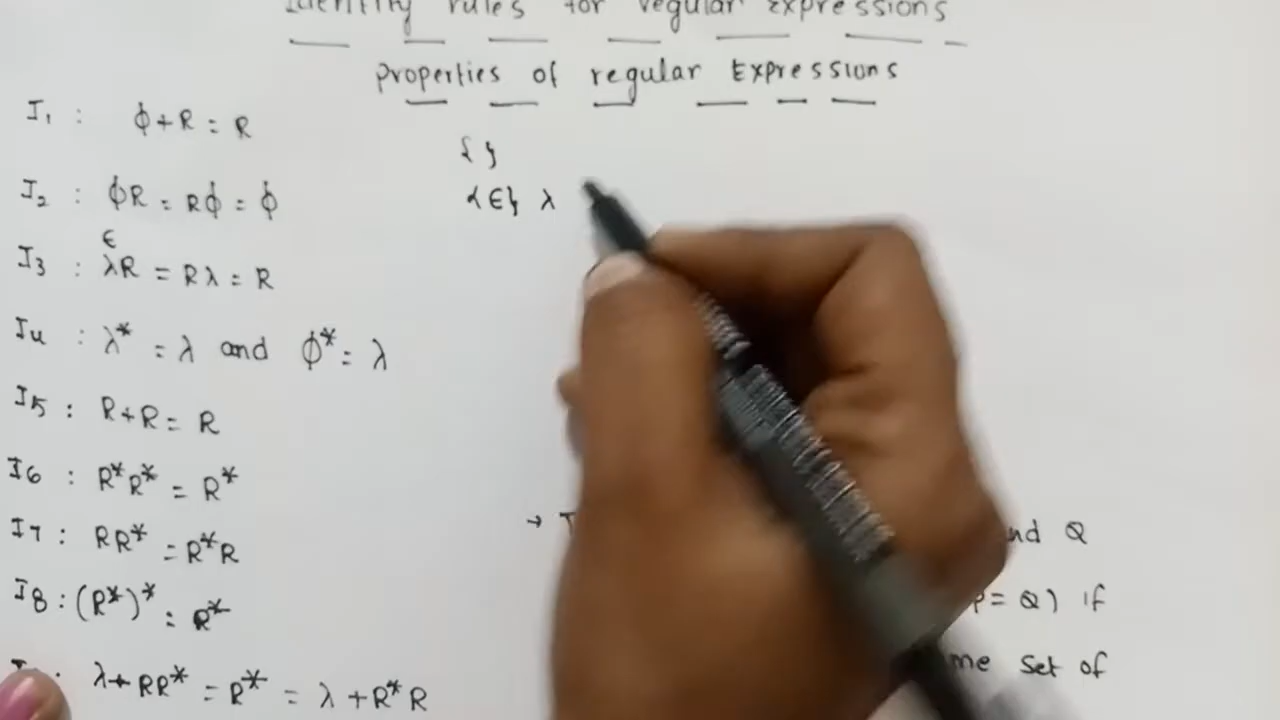 Identity rules for regular expressions
properties of regular Expressions
I₁ : ϕ+R = R
{ }
I₂ : ϕR = Rϕ = ϕ
{ϵ} λ
ϵ
I₃ : λR = Rλ = R
I₄ : λ* = λ and ϕ* = λ
I₅ : R+R = R
I₆ : R*R* = R*
I₇ : RR* = R*R
→ nd Q
I₈ : (R*)* = R*
= Q) if
me set of
: λ+RR* = R* = λ+R*R